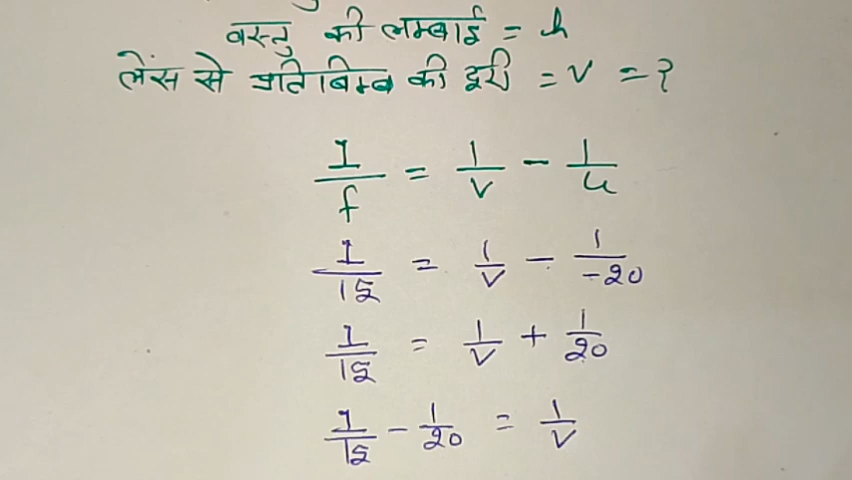 वस्तु की लम्बाई = h
लेंस से प्रतिबिम्ब की दूरी = v = ?
1/f = 1/v - 1/u
1/15 = 1/v - 1/-20
1/15 = 1/v + 1/20
1/15 - 1/20 = 1/v